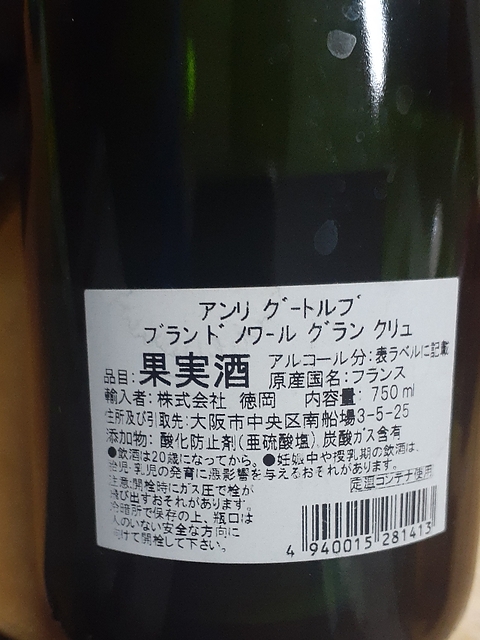 アンリ グートルブ
ブラン ド ノワール グラン クリュ
品目:果実酒 アルコール分:表ラベルに記載
原産国名:フランス
輸入者:株式会社 徳岡 内容量:750ml
住所及び引取先:大阪市中央区南船場3-5-25
添加物:酸化防止剤(亜硫酸塩)、炭酸ガス含有
●飲酒は20歳になってから。●妊娠中や授乳期の飲酒は、
胎児・乳児の発育に悪影響を与えるおそれがあります。
注意:開栓時にガス圧で栓が
飛び出すおそれがあります。
冷暗所で保存の上、瓶口は
人のいない安全な方向に
向けて開栓して下さい。
定温コンテナ使用
4 940015 281413